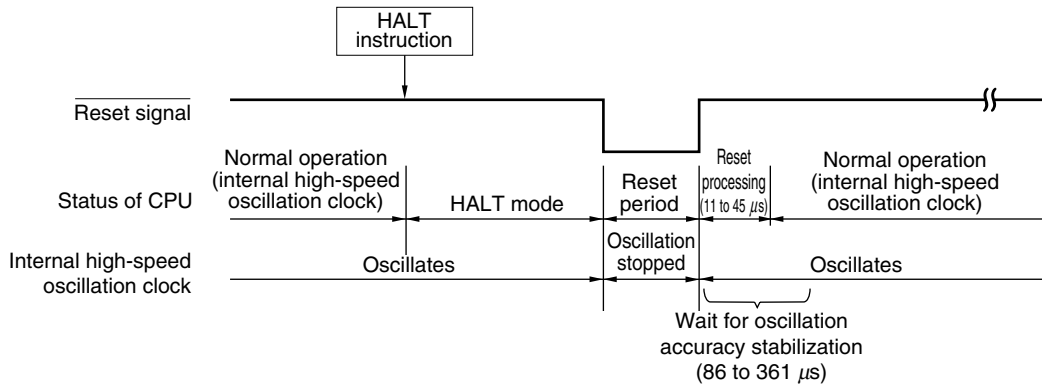 HALT
instruction
Reset signal
Normal operation
(internal high-speed
oscillation clock)
Reset
period
Reset
processing
(11 to 45 μs)
Normal operation
(internal high-speed
oscillation clock)
Status of CPU
HALT mode
Internal high-speed
oscillation clock
Oscillates
Oscillation
stopped
Oscillates
Wait for oscillation
accuracy stabilization
(86 to 361 μs)